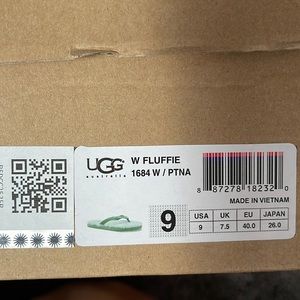 UGG
australia
W FLUFFIE
1684 W / PTNA
8 87278 18232 0
MADE IN VIETNAM
9
USA UK EU JAPAN
9 7.5 40.0 26.0